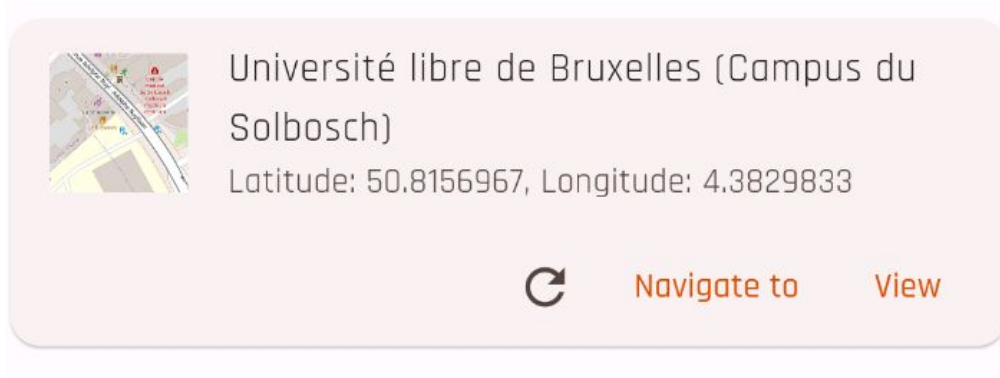 Université libre de Bruxelles (Campus du
Solbosch)
Latitude: 50.8156967, Longitude: 4.3829833
Navigate to View